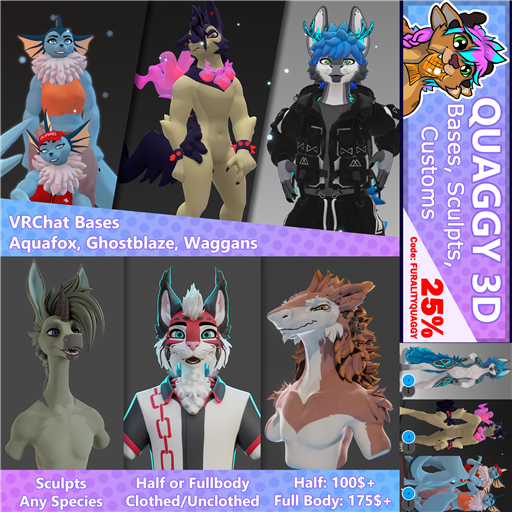 VRChat Bases
Aquafox, Ghostblaze, Waggans
Sculpts
Any Species
Half or Fullbody
Clothed/Unclothed
Half: 100$+
Full Body: 175$+
QUAGGY 3D
Bases, Sculpts,
Customs
25%
Code: FURALITYQUAGGY